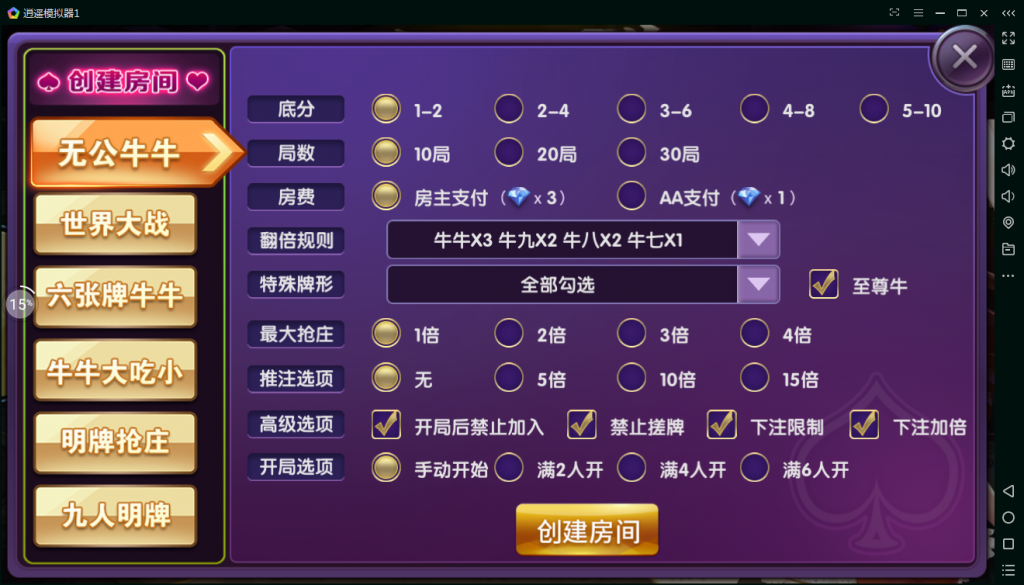 逍遥模拟器1
创建房间
无公牛牛
世界大战
六张牌牛牛
牛牛大吃小
明牌抢庄
九人明牌
15%
底分 1-2 2-4 3-6 4-8 5-10
局数 10局 20局 30局
房费 房主支付（x 3） AA支付（x 1）
翻倍规则 牛牛X3 牛九X2 牛八X2 牛七X1
特殊牌形 全部勾选 至尊牛
最大抢庄 1倍 2倍 3倍 4倍
推注选项 无 5倍 10倍 15倍
高级选项 开局后禁止加入 禁止搓牌 下注限制 下注加倍
开局选项 手动开始 满2人开 满4人开 满6人开
创建房间